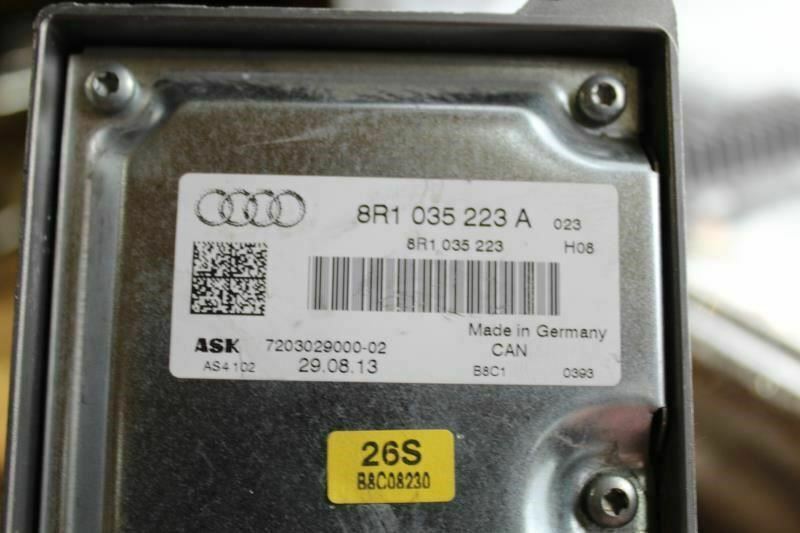 8R1 035 223 A 023
8R1 035 223 H08
Made in Germany
ASK 7203029000-02 CAN
AS4102 29.08.13 B8C1 0393
26S
B8C08230